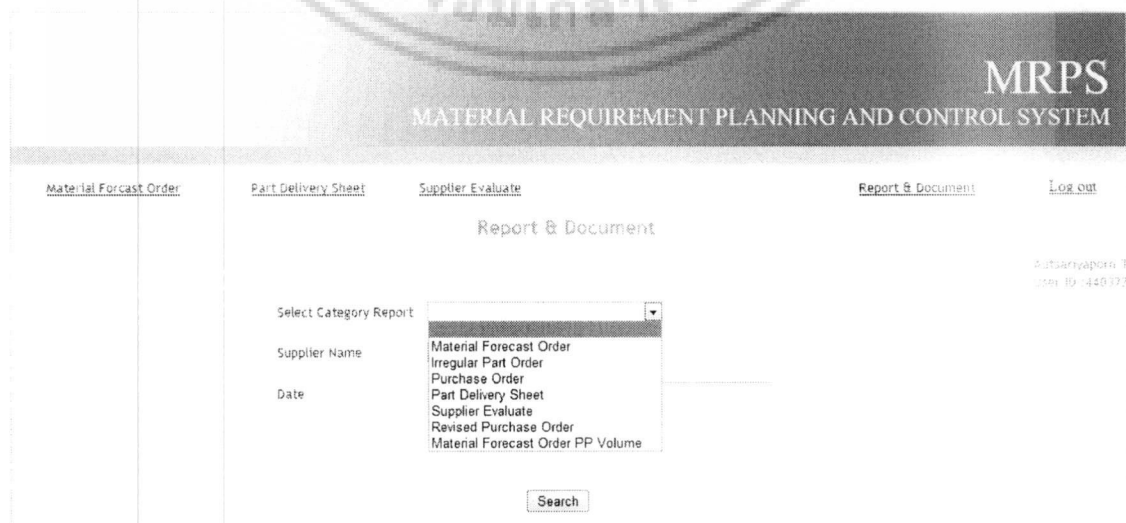 MRPS
MATERIAL REQUIREMENT PLANNING AND CONTROL SYSTEM
Material Forcast Order Part Delivery Sheet Supplier Evaluate Report & Document Log out
Report & Document
Select Category Report
Material Forecast Order
Supplier Name
Irregular Part Order
Purchase Order
Date
Part Delivery Sheet
Supplier Evaluate
Revised Purchase Order
Material Forecast Order PP Volume
Search